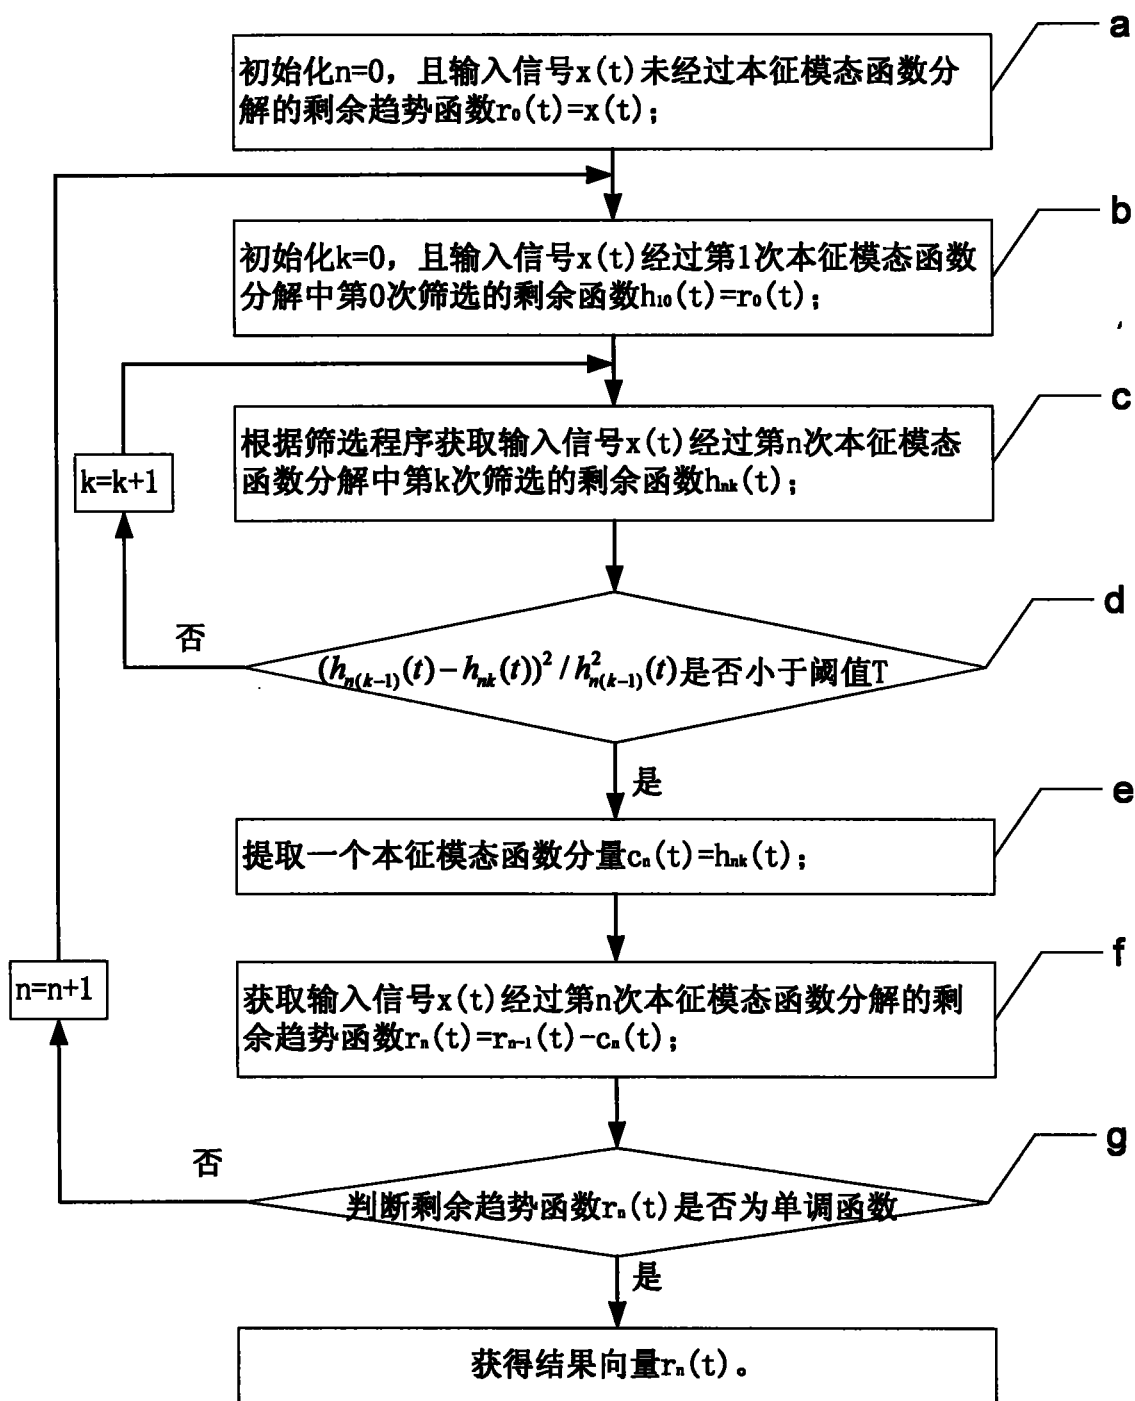 a
初始化n=0，且输入信号x(t)未经过本征模态函数分
解的剩余趋势函数r₀(t)=x(t)；
b
初始化k=0，且输入信号x(t)经过第1次本征模态函数
分解中第0次筛选的剩余函数h₁₀(t)=r₀(t)；
c
根据筛选程序获取输入信号x(t)经过第n次本征模态
函数分解中第k次筛选的剩余函数hₙₖ(t)；
k=k+1
d
否
(h_{n(k-1)}(t)-h_{nk}(t))²/h²_{n(k-1)}(t)是否小于阈值T
是
e
提取一个本征模态函数分量cₙ(t)=hₙₖ(t)；
f
n=n+1
获取输入信号x(t)经过第n次本征模态函数分解的剩
余趋势函数rₙ(t)=rₙ₋₁(t)-cₙ(t)；
g
否
判断剩余趋势函数rₙ(t)是否为单调函数
是
获得结果向量rₙ(t)。